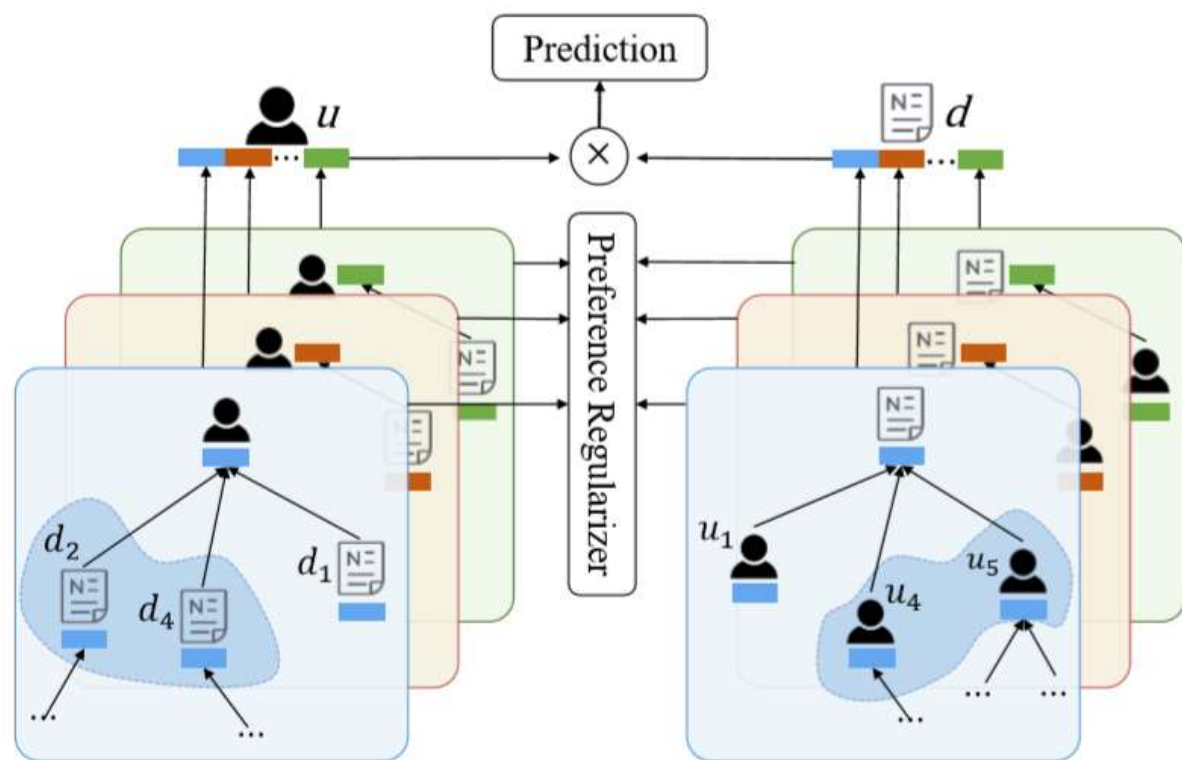 Prediction
u
d
×
Preference Regularizer
N
N
N
N
N
N
d₂
d₁
d₄
N
N
N
N
u₁
u₅
u₄
...
...
...
...
...
...
...